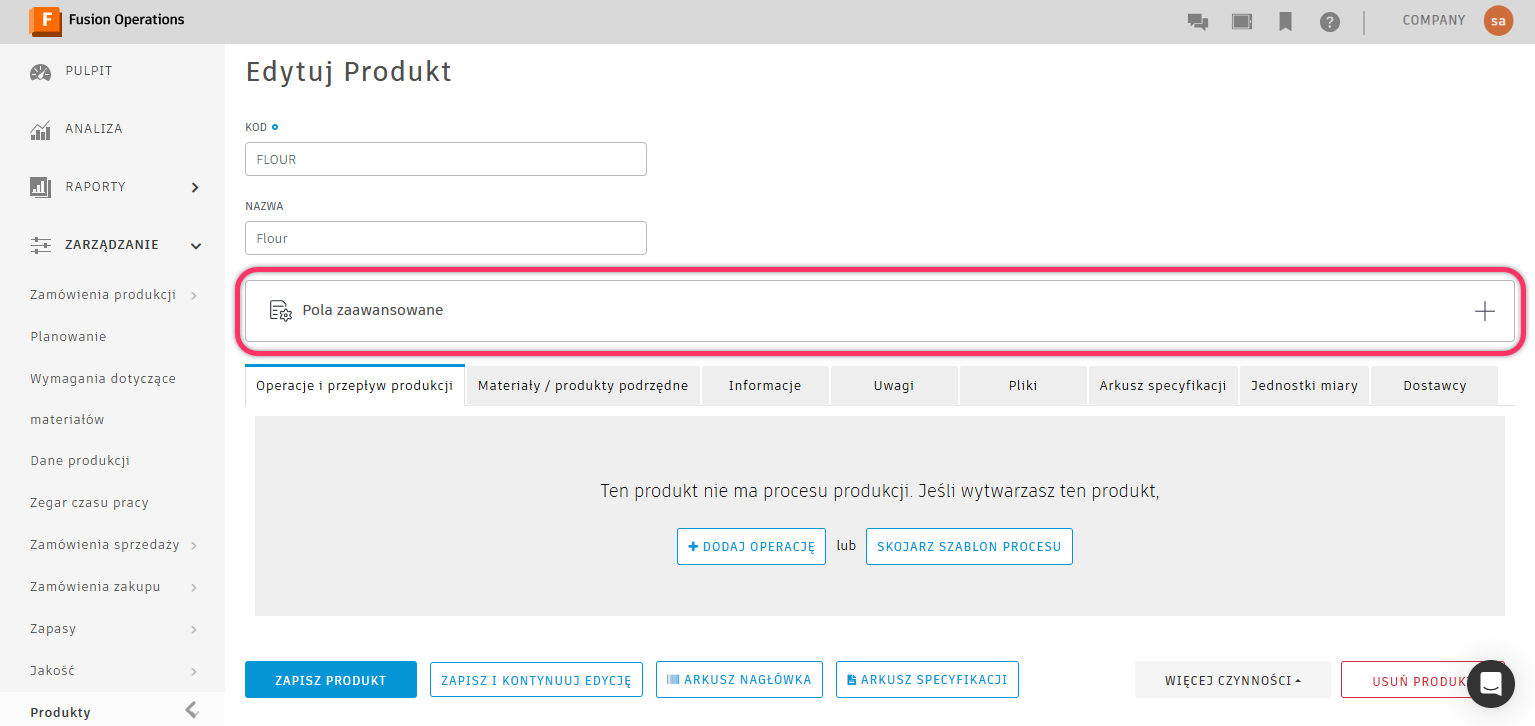 F Fusion Operations
? COMPANY sa
PULPIT
ANALIZA
RAPORTY
ZARZĄDZANIE
Zamówienia produkcji
Planowanie
Wymagania dotyczące
materiałów
Dane produkcji
Zegar czasu pracy
Zamówienia sprzedaży
Zamówienia zakupu
Zapasy
Jakość
Produkty
Edytuj Produkt
KOD
FLOUR
NAZWA
Flour
Pola zaawansowane
Operacje i przepływ produkcji Materiały / produkty podrzędne Informacje Uwagi Pliki Arkusz specyfikacji Jednostki miary Dostawcy
Ten produkt nie ma procesu produkcji. Jeśli wytwarzasz ten produkt,
+ DODAJ OPERACJĘ lub SKOJARZ SZABLON PROCESU
ZAPISZ PRODUKT ZAPISZ I KONTYNUUJ EDYCJĘ ARKUSZ NAGŁÓWKA ARKUSZ SPECYFIKACJI WIĘCEJ CZYNNOŚCI USUŃ PRODUK